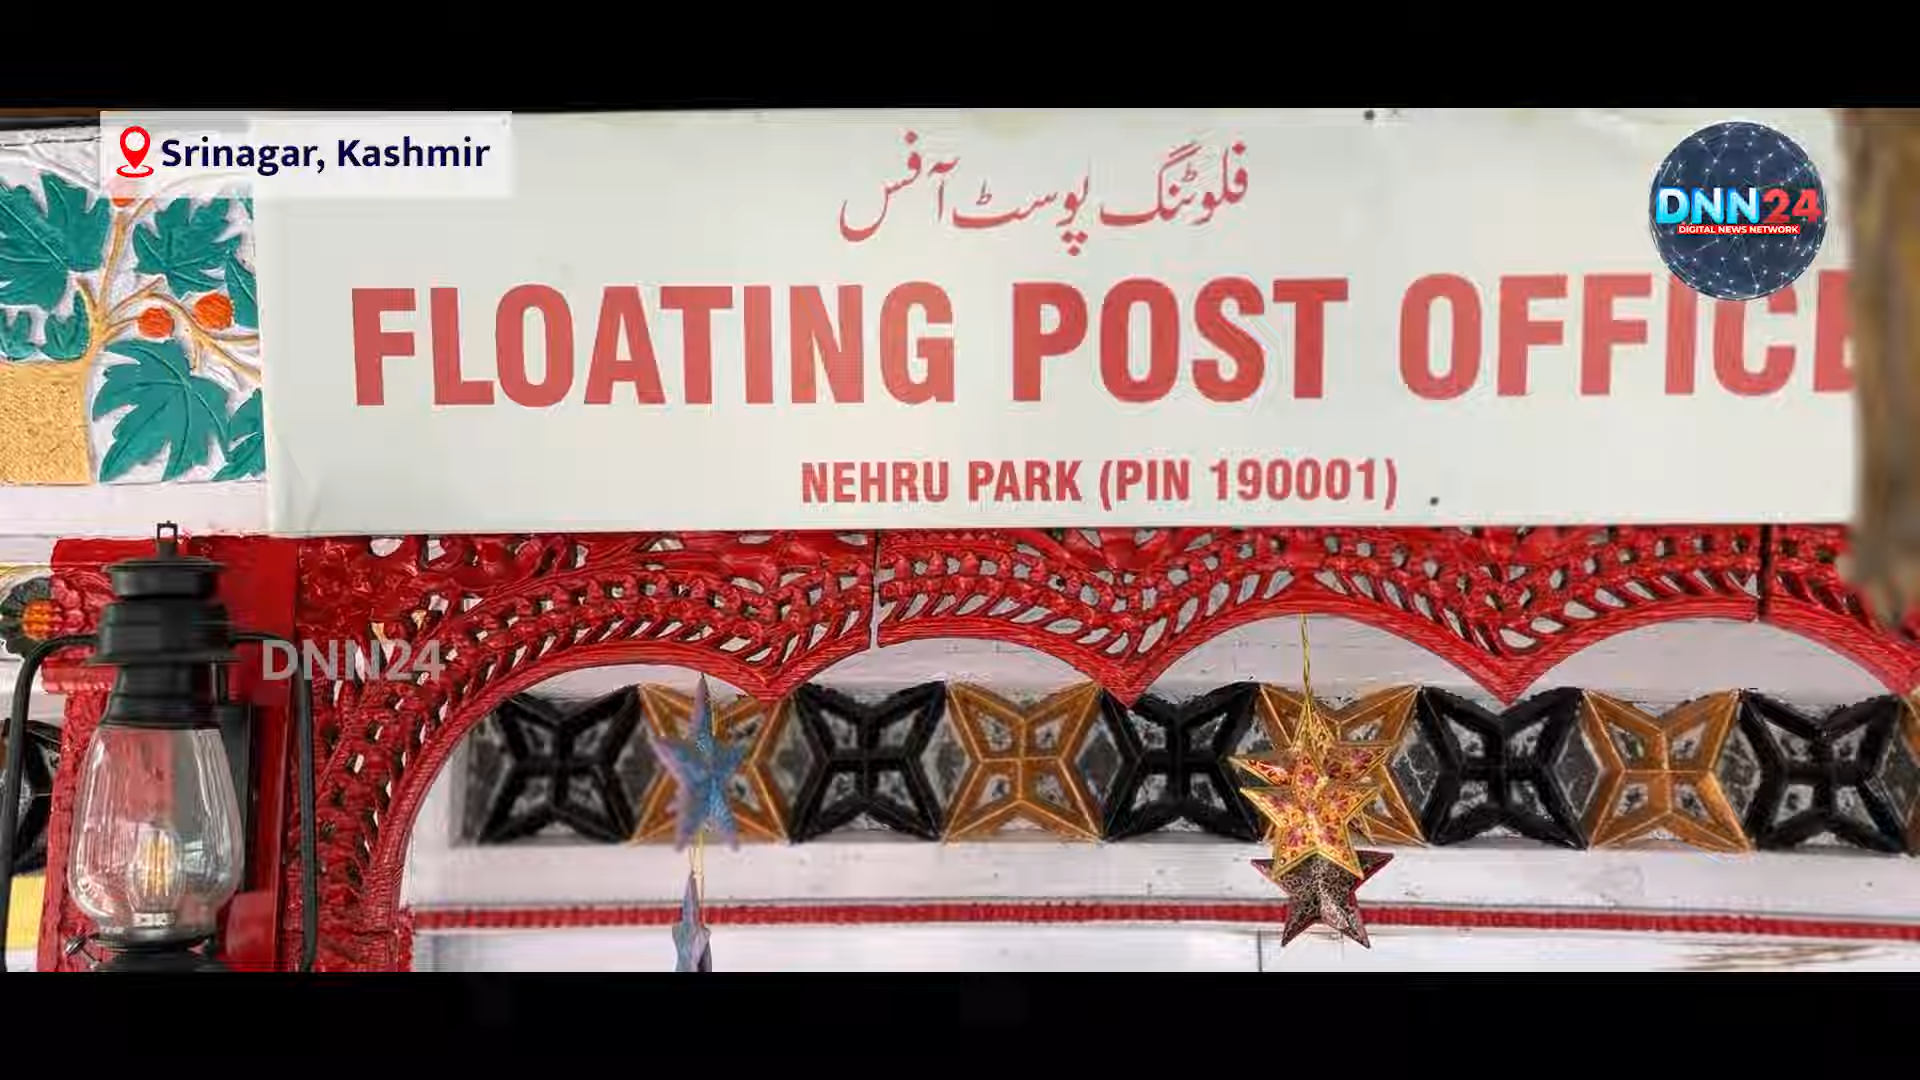 Srinagar, Kashmir
DNN24
DIGITAL NEWS NETWORK
فلوٹنگ پوسٹ آفس
FLOATING POST OFFICE
NEHRU PARK (PIN 190001)
DNN24